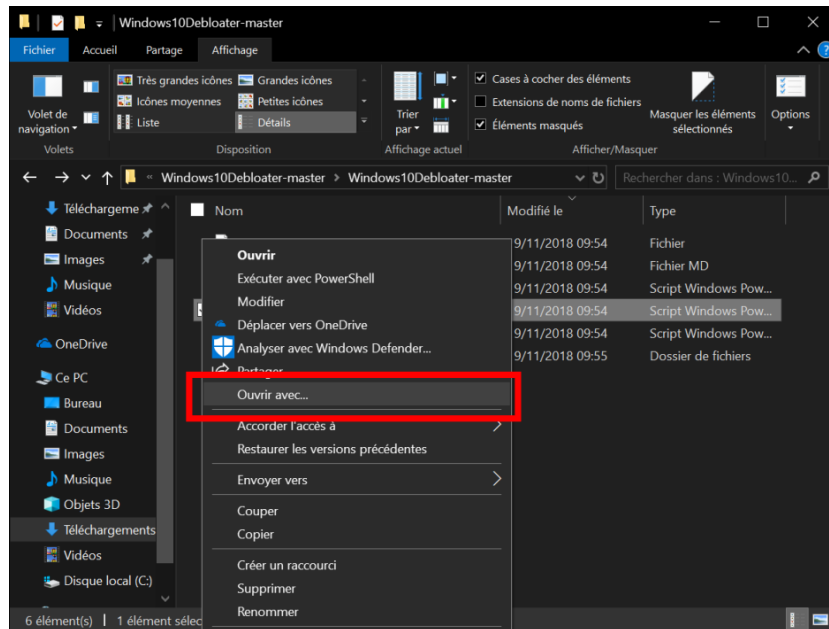 Windows10Debloater-master
Fichier Accueil Partage Affichage
Très grandes icônes Grandes icônes
Icônes moyennes Petites icônes
Liste Détails
Volet de
navigation
Trier
par
Cases à cocher des éléments
Extensions de noms de fichiers
Éléments masqués
Masquer les éléments
sélectionnés
Options
Volets Disposition Affichage actuel Afficher/Masquer
« Windows10Debloater-master > Windows10Debloater-master
Rechercher dans : Windows10...
Nom Modifié le Type
Téléchargeme
Documents
Images
Musique
Vidéos
OneDrive
Ce PC
Bureau
Documents
Images
Musique
Objets 3D
Téléchargements
Vidéos
Disque local (C:)
9/11/2018 09:54 Fichier
9/11/2018 09:54 Fichier MD
9/11/2018 09:54 Script Windows Pow...
9/11/2018 09:54 Script Windows Pow...
9/11/2018 09:54 Script Windows Pow...
9/11/2018 09:55 Dossier de fichiers
Ouvrir
Exécuter avec PowerShell
Modifier
Déplacer vers OneDrive
Analyser avec Windows Defender...
Partager
Ouvrir avec...
Accorder l'accès à
Restaurer les versions précédentes
Envoyer vers
Couper
Copier
Créer un raccourci
Supprimer
Renommer
6 élément(s) 1 élément sélec